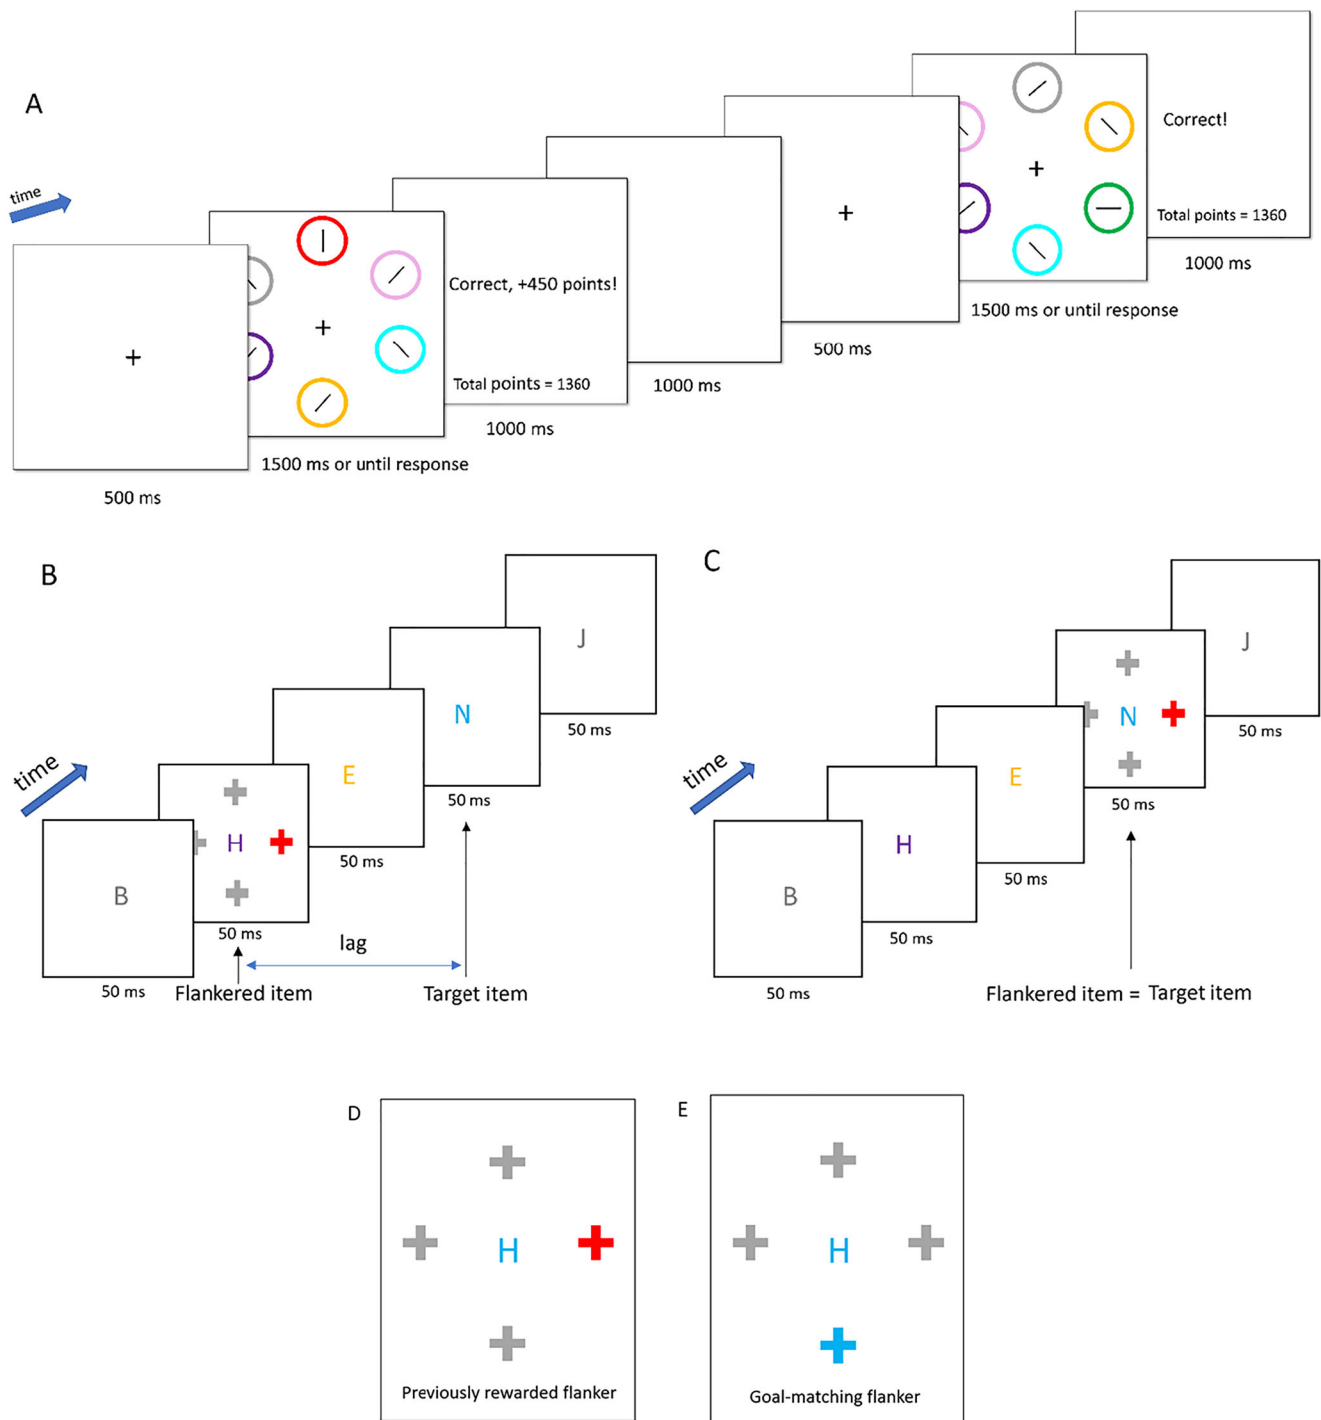 A
time
+
500 ms
+
1500 ms or until response
Correct, +450 points!
Total points = 1360
1000 ms
1000 ms
+
500 ms
+
1500 ms or until response
Correct!
Total points = 1360
1000 ms
B
time
B
50 ms
H
50 ms
E
50 ms
N
50 ms
J
50 ms
lag
Flankered item
Target item
C
time
B
50 ms
H
50 ms
E
50 ms
N
50 ms
J
50 ms
Flankered item = Target item
D
H
Previously rewarded flanker
E
H
Goal-matching flanker